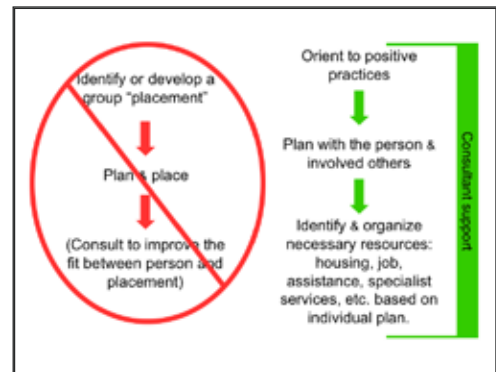 Identify or develop a
group "placement"
Plan & place
(Consult to improve the
fit between person and
placement)
Orient to positive
practices
Plan with the person &
involved others
Identify & organize
necessary resources:
housing, job,
assistance, specialist
services, etc. based on
individual plan.
Consultant support